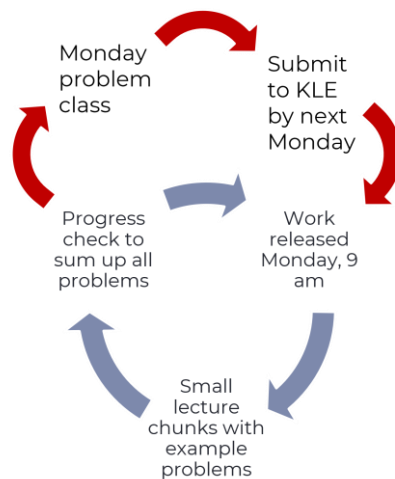 Monday
problem
class
Submit
to KLE
by next
Monday
Progress
check to
sum up all
problems
Work
released
Monday, 9
am
Small
lecture
chunks with
example
problems